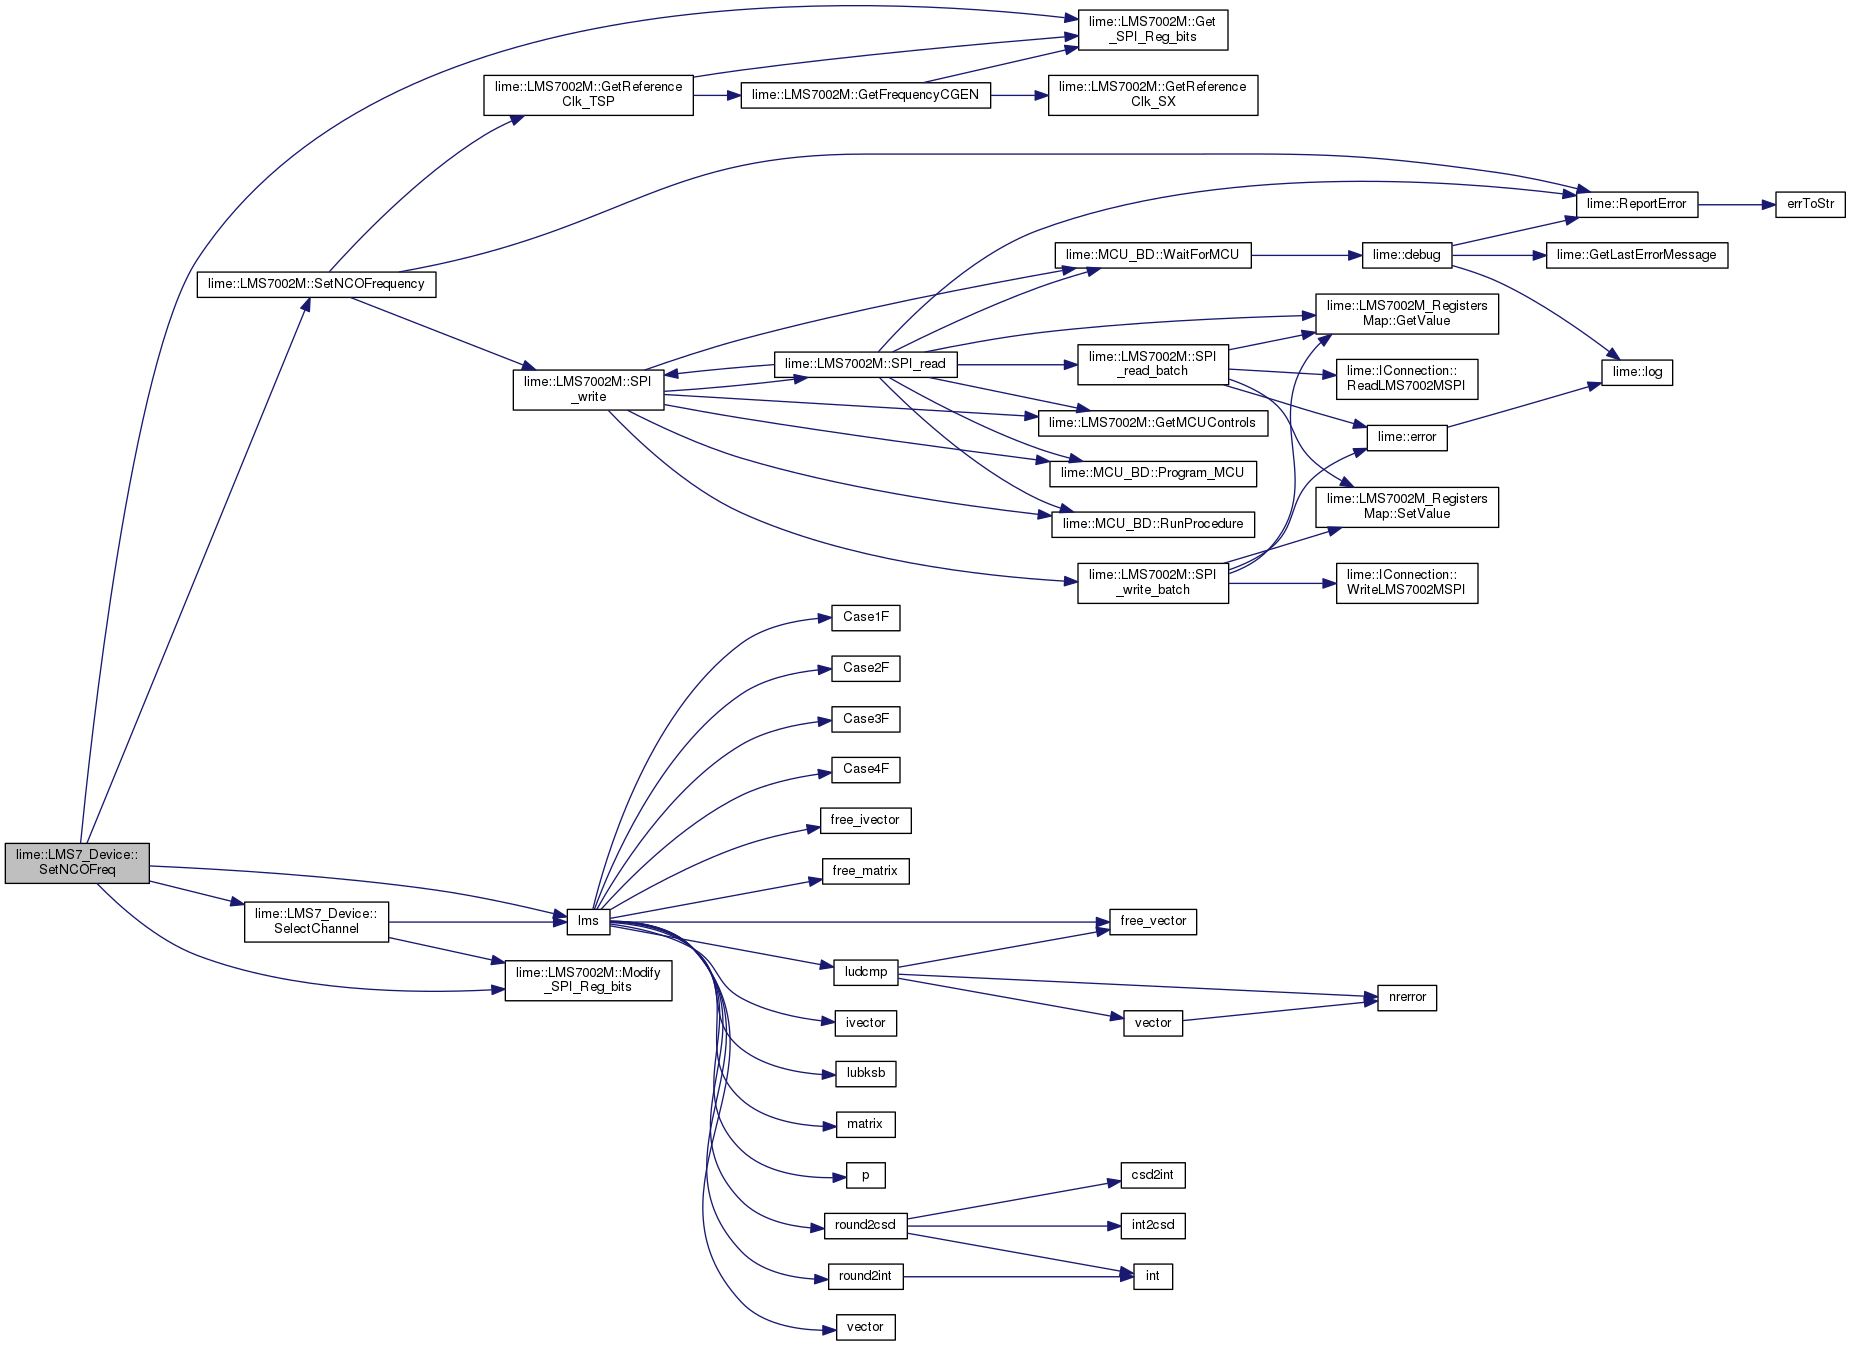 lime::LMS7002M::Get
_SPI_Reg_bits
lime::LMS7002M::GetReference
Clk_TSP
lime::LMS7002M::GetFrequencyCGEN
lime::LMS7002M::GetReference
Clk_SX
lime::ReportError
errToStr
lime::MCU_BD::WaitForMCU
lime::debug
lime::GetLastErrorMessage
lime::LMS7002M::SetNCOFrequency
lime::LMS7002M_Registers
Map::GetValue
lime::LMS7002M::SPI_read
lime::LMS7002M::SPI
_read_batch
lime::IConnection::
ReadLMS7002MSPI
lime::log
lime::LMS7002M::SPI
_write
lime::LMS7002M::GetMCUControls
lime::error
lime::MCU_BD::Program_MCU
lime::LMS7002M_Registers
Map::SetValue
lime::MCU_BD::RunProcedure
lime::LMS7002M::SPI
_write_batch
lime::IConnection::
WriteLMS7002MSPI
Case1F
Case2F
Case3F
Case4F
free_ivector
lime::LMS7_Device::
SetNCOFreq
free_matrix
lime::LMS7_Device::
SelectChannel
lms
free_vector
lime::LMS7002M::Modify
_SPI_Reg_bits
ludcmp
nrerror
ivector
vector
lubksb
matrix
p
csd2int
round2csd
int2csd
round2int
int
vector